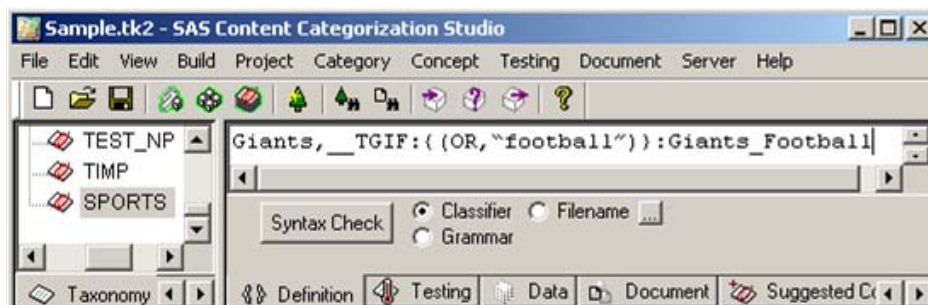 Sample.tk2 - SAS Content Categorization Studio
File Edit View Build Project Category Concept Testing Document Server Help
TEST_NP
Giants,__TGIF:{(OR,“football”)}:Giants_Football
TIMP
SPORTS
Syntax Check
Classifier
Filename ...
Grammar
Taxonomy
Definition Testing Data Document Suggested